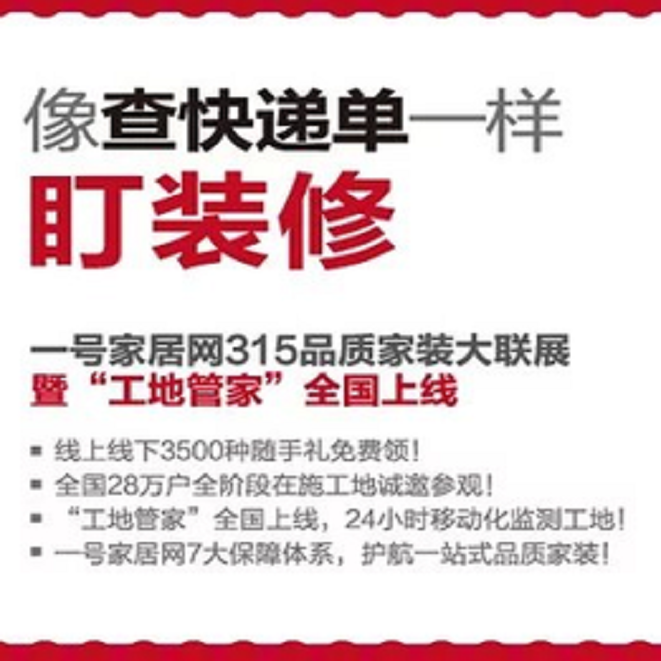 像查快递单一样
盯装修
一号家居网315品质家装大联展
暨“工地管家”全国上线
▪ 线上线下3500种随手礼免费领！
▪ 全国28万户全阶段在施工地诚邀参观！
▪ “工地管家”全国上线，24小时移动化监测工地！
▪ 一号家居网7大保障体系，护航一站式品质家装！